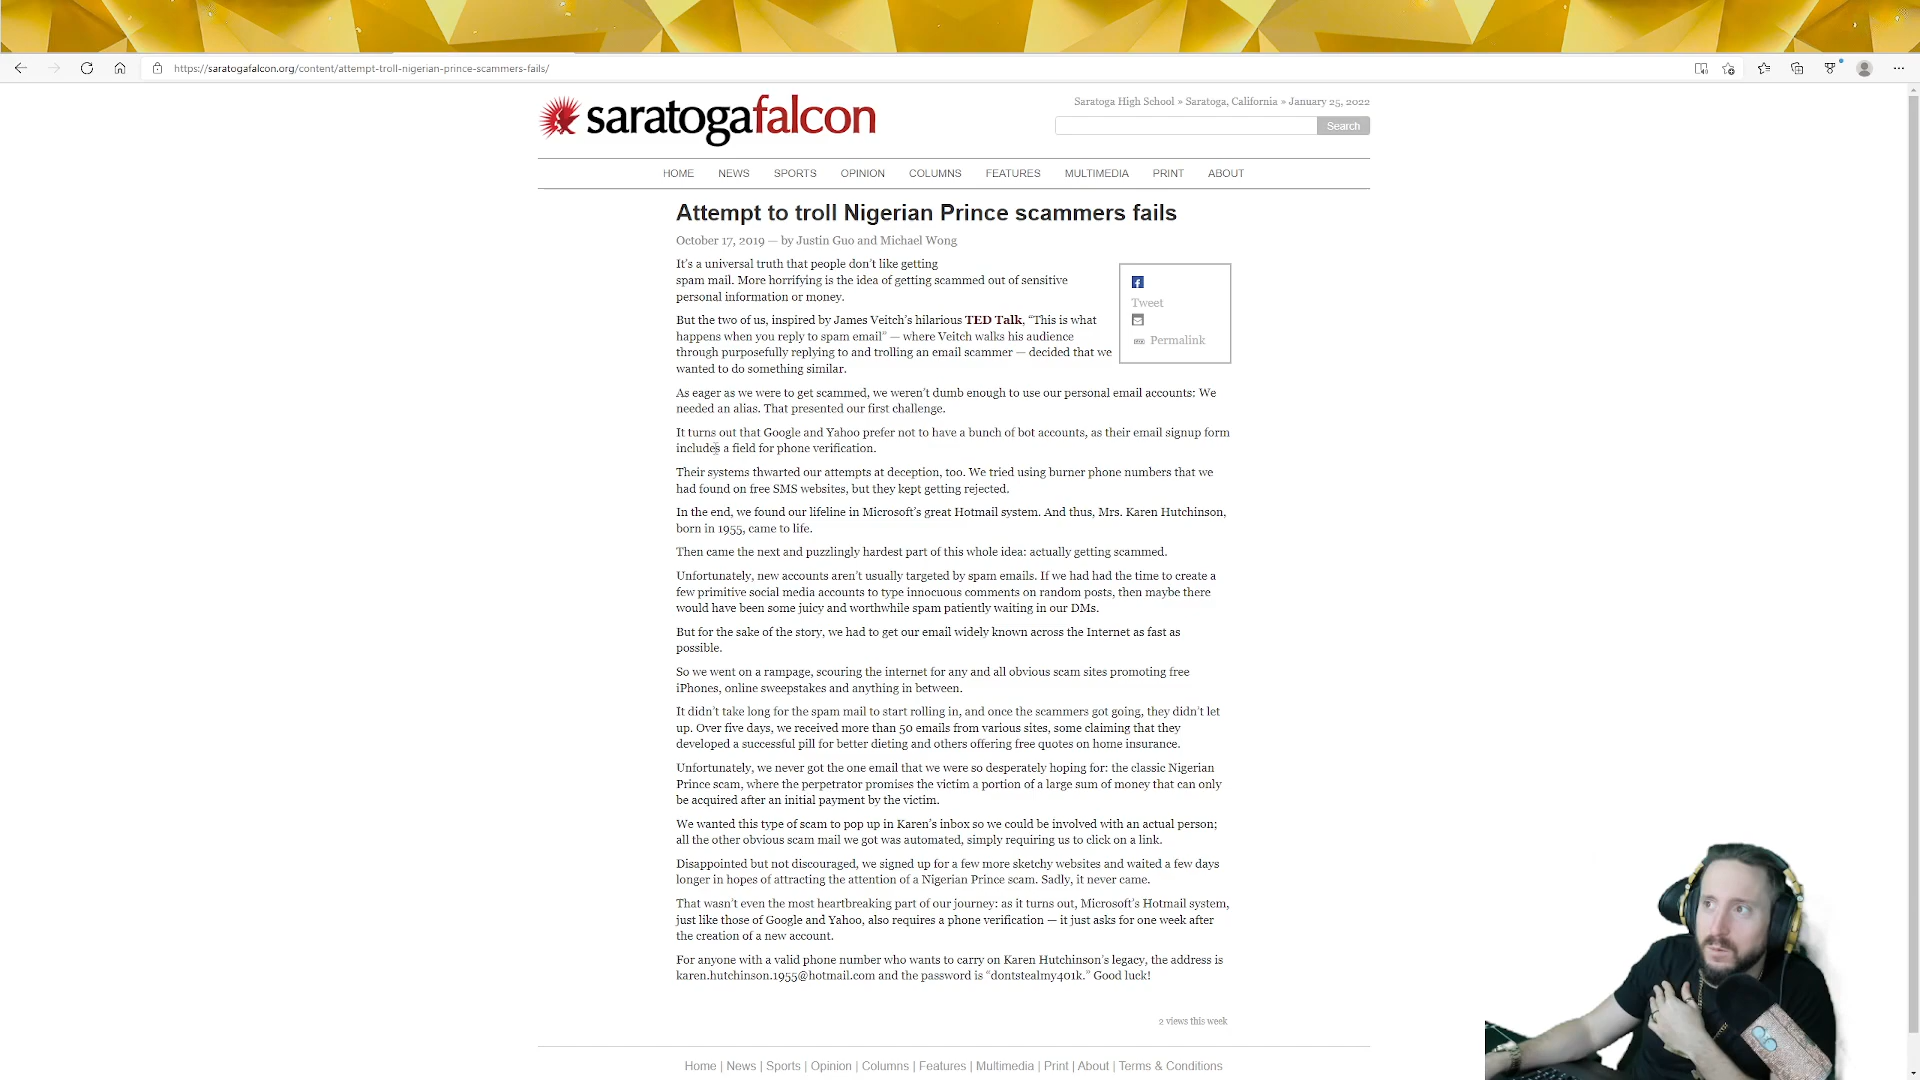 https://saratogafalcon.org/content/attempt-troll-nigerian-prince-scammers-fails/
saratogafalcon
Saratoga High School » Saratoga, California » January 25, 2022
Search
HOME NEWS SPORTS OPINION COLUMNS FEATURES MULTIMEDIA PRINT ABOUT
Attempt to troll Nigerian Prince scammers fails
October 17, 2019 — by Justin Guo and Michael Wong
It's a universal truth that people don't like getting
spam mail. More horrifying is the idea of getting scammed out of sensitive
personal information or money.
Tweet
Permalink
But the two of us, inspired by James Veitch's hilarious TED Talk, “This is what
happens when you reply to spam email” — where Veitch walks his audience
through purposefully replying to and trolling an email scammer — decided that we
wanted to do something similar.
As eager as we were to get scammed, we weren't dumb enough to use our personal email accounts: We
needed an alias. That presented our first challenge.
It turns out that Google and Yahoo prefer not to have a bunch of bot accounts, as their email signup form
includes a field for phone verification.
Their systems thwarted our attempts at deception, too. We tried using burner phone numbers that we
had found on free SMS websites, but they kept getting rejected.
In the end, we found our lifeline in Microsoft's great Hotmail system. And thus, Mrs. Karen Hutchinson,
born in 1955, came to life.
Then came the next and puzzlingly hardest part of this whole idea: actually getting scammed.
Unfortunately, new accounts aren't usually targeted by spam emails. If we had had the time to create a
few primitive social media accounts to type innocuous comments on random posts, then maybe there
would have been some juicy and worthwhile spam patiently waiting in our DMs.
But for the sake of the story, we had to get our email widely known across the Internet as fast as
possible.
So we went on a rampage, scouring the internet for any and all obvious scam sites promoting free
iPhones, online sweepstakes and anything in between.
It didn't take long for the spam mail to start rolling in, and once the scammers got going, they didn't let
up. Over five days, we received more than 50 emails from various sites, some claiming that they
developed a successful pill for better dieting and others offering free quotes on home insurance.
Unfortunately, we never got the one email that we were so desperately hoping for: the classic Nigerian
Prince scam, where the perpetrator promises the victim a portion of a large sum of money that can only
be acquired after an initial payment by the victim.
We wanted this type of scam to pop up in Karen's inbox so we could be involved with an actual person;
all the other obvious scam mail we got was automated, simply requiring us to click on a link.
Disappointed but not discouraged, we signed up for a few more sketchy websites and waited a few days
longer in hopes of attracting the attention of a Nigerian Prince scam. Sadly, it never came.
That wasn't even the most heartbreaking part of our journey: as it turns out, Microsoft's Hotmail system,
just like those of Google and Yahoo, also requires a phone verification — it just asks for one week after
the creation of a new account.
For anyone with a valid phone number who wants to carry on Karen Hutchinson's legacy, the address is
karen.hutchinson.1955@hotmail.com and the password is “dontstealmy401k.” Good luck!
2 views this week
Home | News | Sports | Opinion | Columns | Features | Multimedia | Print | About | Terms & Conditions